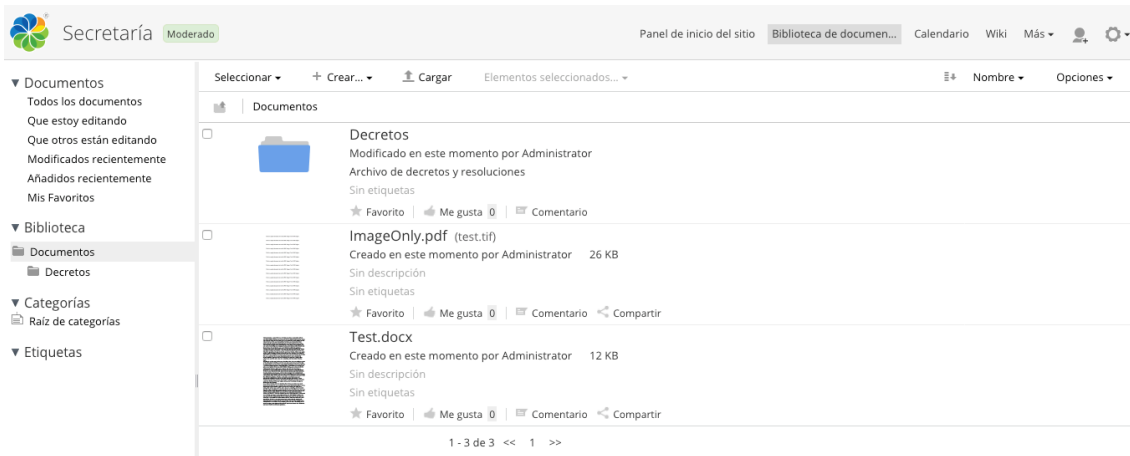 Secretaría Moderado
Panel de inicio del sitio Biblioteca de documen... Calendario Wiki Más
Documentos
Todos los documentos
Que estoy editando
Que otros están editando
Modificados recientemente
Añadidos recientemente
Mis Favoritos
Biblioteca
Documentos
Decretos
Categorías
Raíz de categorías
Etiquetas
Seleccionar + Crear... Cargar Elementos seleccionados... Nombre Opciones
Documentos
Decretos
Modificado en este momento por Administrator
Archivo de decretos y resoluciones
Sin etiquetas
Favorito Me gusta 0 Comentario
ImageOnly.pdf (test.tif)
Creado en este momento por Administrator 26 KB
Sin descripción
Sin etiquetas
Favorito Me gusta 0 Comentario Compartir
Test.docx
Creado en este momento por Administrator 12 KB
Sin descripción
Sin etiquetas
Favorito Me gusta 0 Comentario Compartir
1 - 3 de 3 << 1 >>